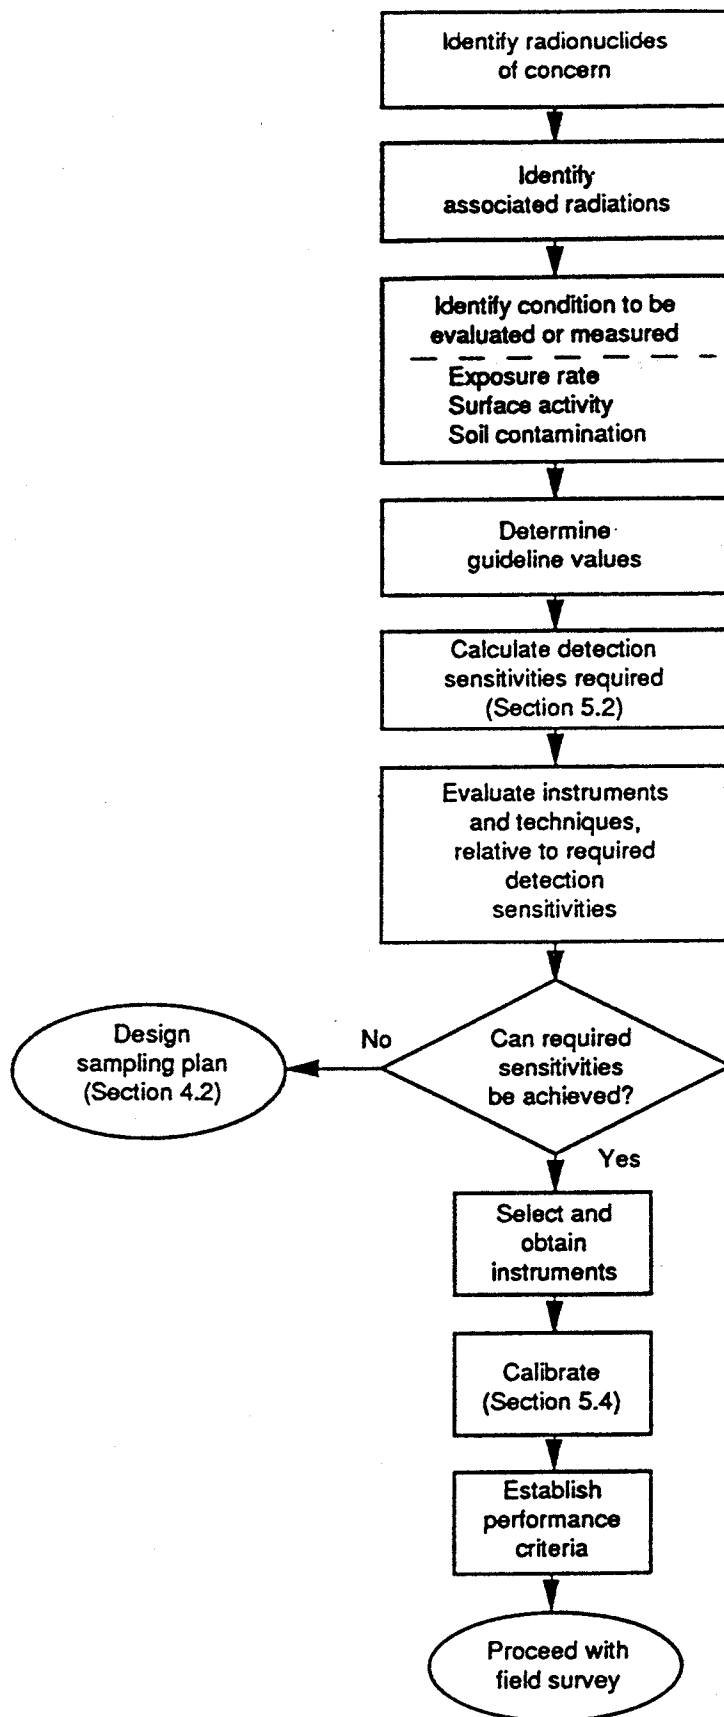 Identify radionuclides
of concern
Identify
associated radiations
Identify condition to be
evaluated or measured
Exposure rate
Surface activity
Soil contamination
Determine
guideline values
Calculate detection
sensitivities required
(Section 5.2)
Evaluate instruments
and techniques,
relative to required
detection
sensitivities
Can required
sensitivities
be achieved?
No
Design
sampling plan
(Section 4.2)
Yes
Select and
obtain
instruments
Calibrate
(Section 5.4)
Establish
performance
criteria
Proceed with
field survey